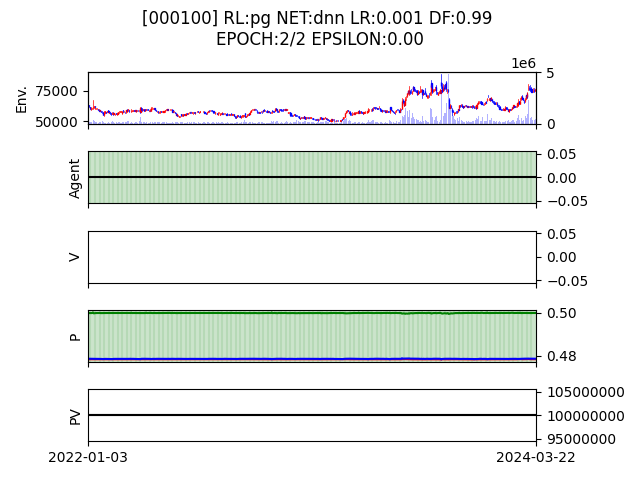 [000100] RL:pg NET:dnn LR:0.001 DF:0.99
EPOCH:2/2 EPSILON:0.00
1e6
Env.
75000
50000
5
0
Agent
0.05
0.00
−0.05
V
0.05
0.00
−0.05
P
0.50
0.48
PV
105000000
100000000
95000000
2022-01-03
2024-03-22